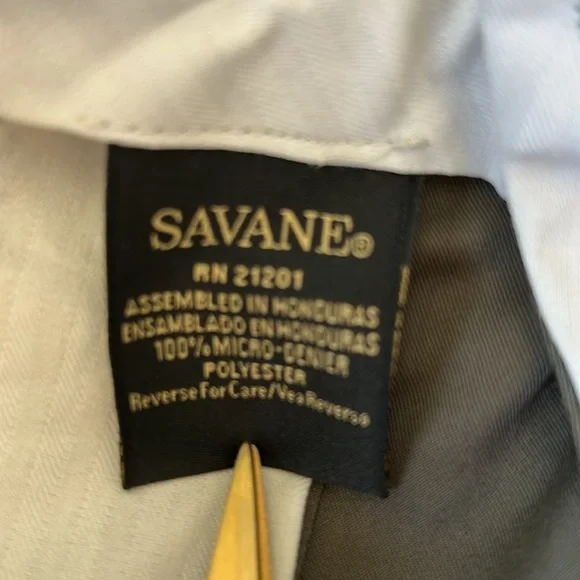 SAVANE®
RN 21201
ASSEMBLED IN HONDURAS
ENSAMBLADO EN HONDURAS
100% MICRO-DENIER
POLYESTER
Reverse For Care/Vea Reverso